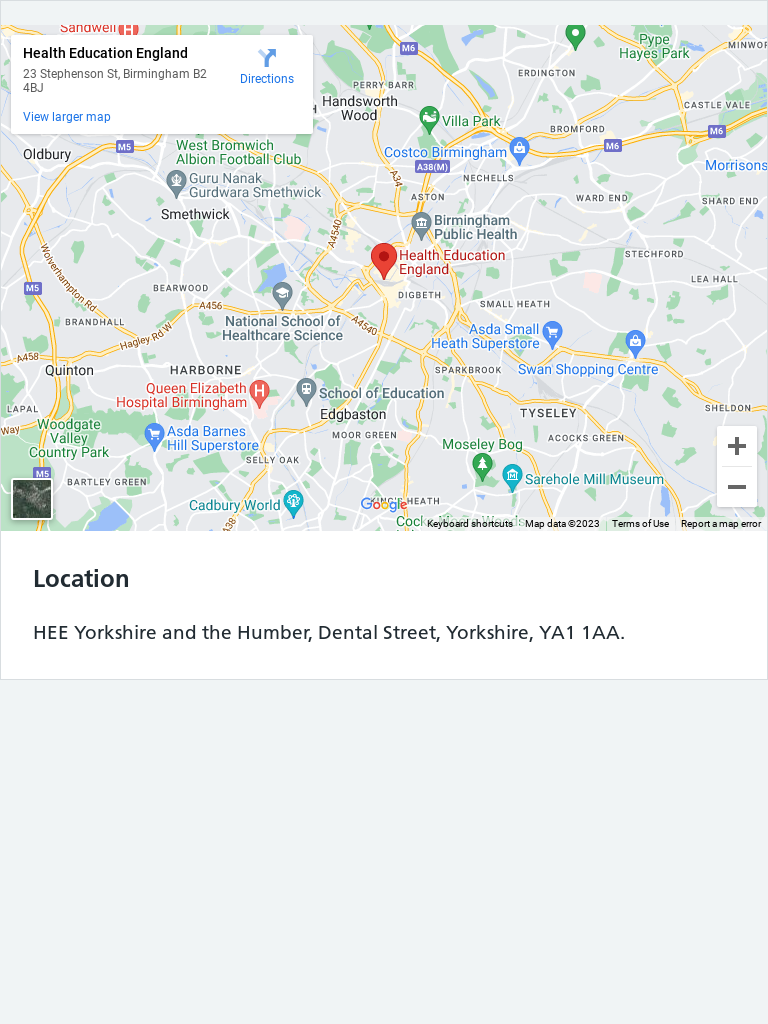 Sandwell
Health Education England
23 Stephenson St, Birmingham B2
4BJ
Directions
View larger map
M6
Pype
Hayes Park
MINWOR
ERDINGTON
PERRY BARR
H
Handsworth
Wood
CASTLE VALE
Villa Park
BROMFORD
M6
M6
M5
West Bromwich
Albion Football Club
Costco Birmingham
A38(M)
Oldbury
Morrisons
Guru Nanak
Gurdwara Smethwick
A34
NECHELLS
ASTON
WARD END
SHARD END
Smethwick
Birmingham
Public Health
A4540
Wolverhampton Rd
Health Education
England
STECHFORD
LEA HALL
M5
BEARWOOD
DIGBETH
A456
SMALL HEATH
BRANDHALL
National School of
Healthcare Science
Hagley Rd W
A4540
Asda Small
Heath Superstore
A458
Quinton
HARBORNE
SPARKBROOK
Swan Shopping Centre
Queen Elizabeth
Hospital Birmingham
School of Education
LAPAL
Edgbaston
TYSELEY
SHELDON
Woodgate
Valley
Country Park
Way
Asda Barnes
Hill Superstore
MOOR GREEN
ACOCKS GREEN
Moseley Bog
SELLY OAK
M5
BARTLEY GREEN
Sarehole Mill Museum
Cadbury World
KING'S HEATH
Google
A38
Keyboard shortcuts
Map data ©2023
Terms of Use
Report a map error
Location
HEE Yorkshire and the Humber, Dental Street, Yorkshire, YA1 1AA.